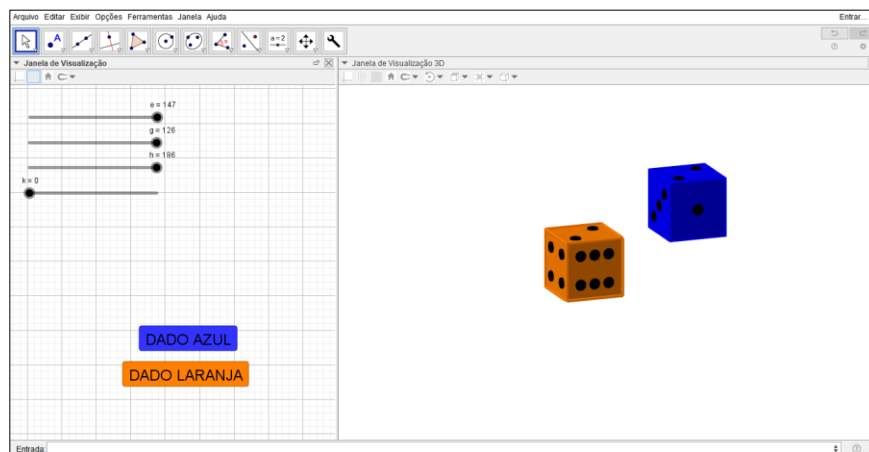 Arquivo Editar Exibir Opções Ferramentas Janela Ajuda
Entrar...
A
a=2
Janela de Visualização
Janela de Visualização 3D
e = 147
g = 126
h = 186
k = 0
DADO AZUL
DADO LARANJA
Entrada: